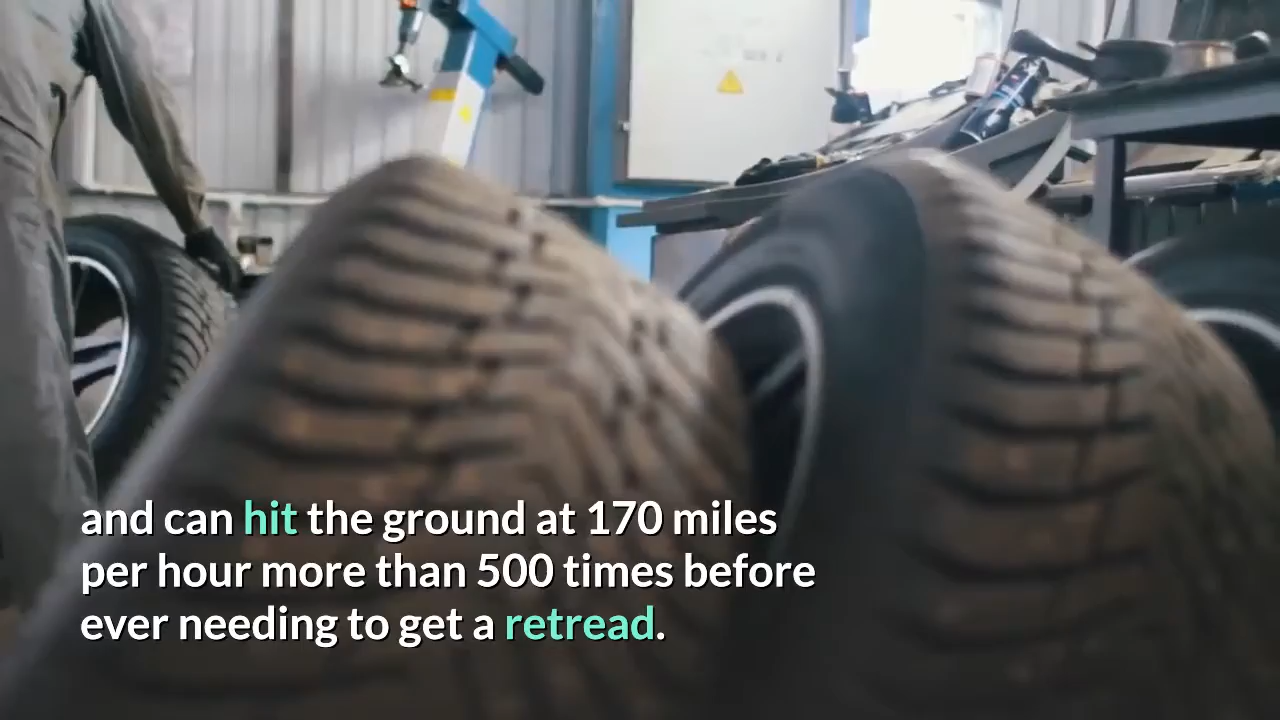 and can hit the ground at 170 miles
per hour more than 500 times before
ever needing to get a retread.